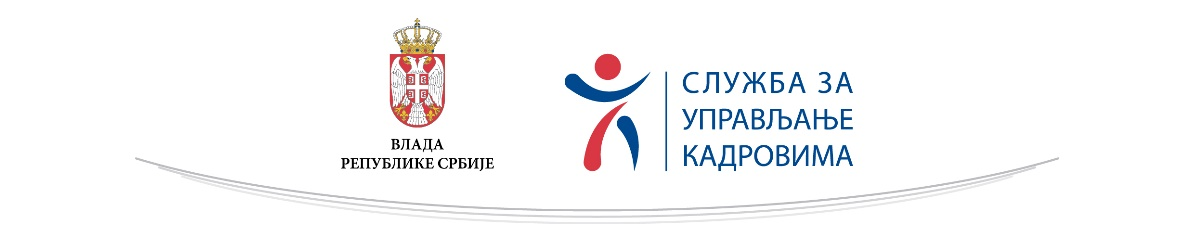 ВЛАДА
РЕПУБЛИКЕ СРБИЈЕ
СЛУЖБА ЗА
УПРАВЉАЊЕ
КАДРОВИМА